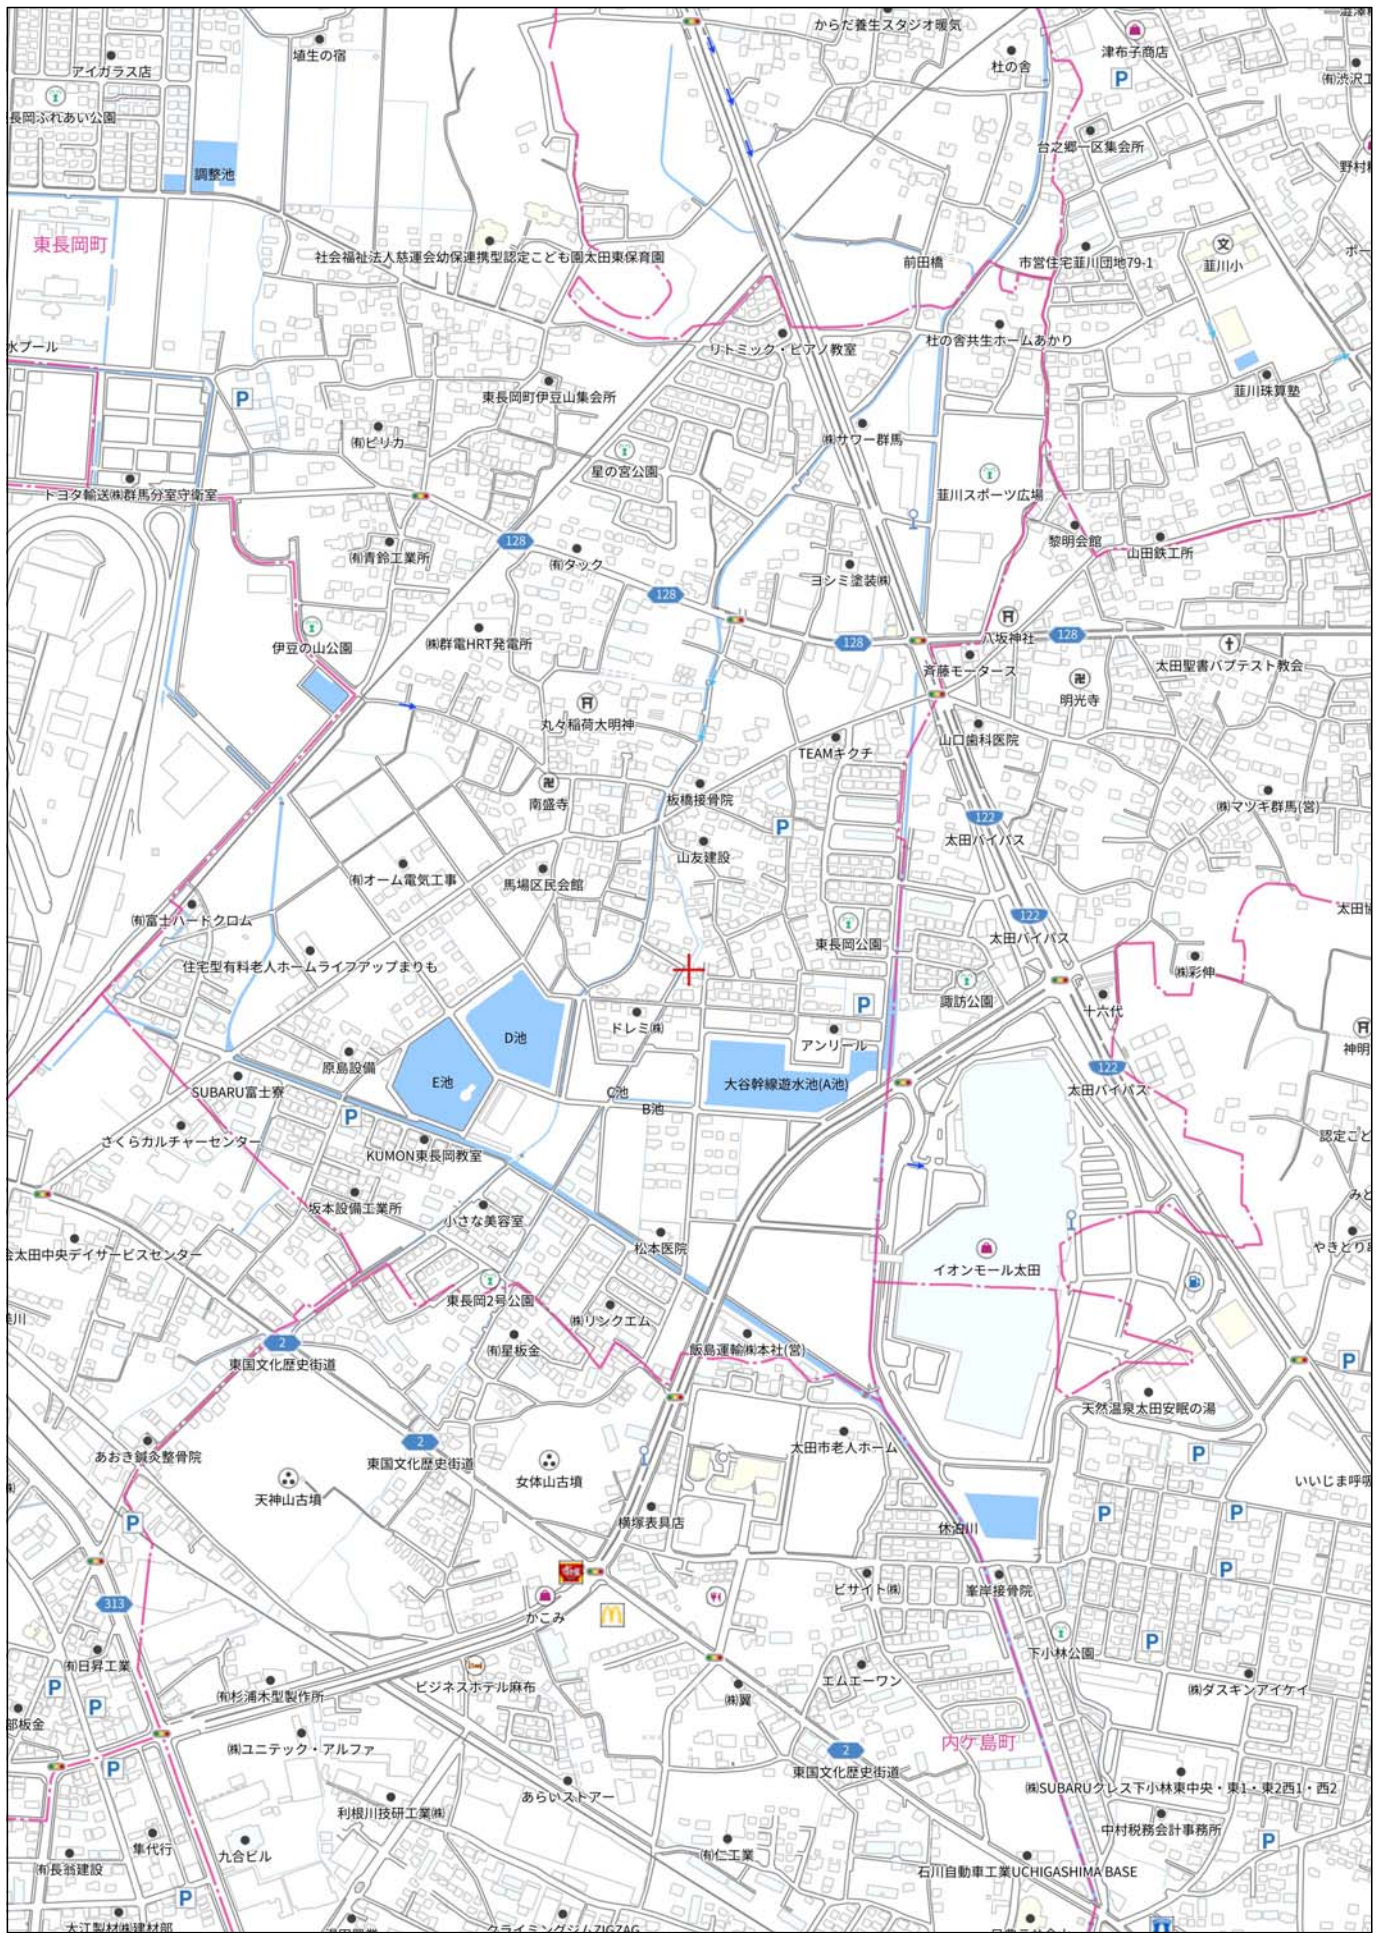 からだ養生スタジオ暖気
埴生の宿
杜の舎
津布子商店
P
アイガラス店
長岡ふれあい公園
台之郷一区集会所
調整池
東長岡町
社会福祉法人慈運会幼保連携型認定こども園太田東保育園
前田橋
市営住宅韮川団地79-1
文
韮川小
水プール
リトミック・ピアノ教室
杜の舎共生ホームあかり
P
東長岡町伊豆山集会所
韮川珠算塾
㈲ピリカ
㈱サワー群馬
星の宮公園
トヨタ輸送㈱群馬分室守衛室
韮川スポーツ広場
128
黎明会館
山田鉄工所
㈲青鈴工業所
㈲タック
ヨシミ塗装㈱
128
八坂神社
128
128
伊豆の山公園
㈱群電HRT発電所
斉藤モータース
太田聖書バプテスト教会
明光寺
丸々稲荷大明神
TEAMキクチ
山口歯科医院
南盛寺
板橋接骨院
㈱マツキ群馬(営)
P
122
太田バイパス
山友建設
㈲オーム電気工事
馬場区民会館
㈲富士ハードクロム
122
太田バイパス
東長岡公園
住宅型有料老人ホームライフアップまりも
㈱彩伸
諏訪公園
P
十六代
D池
ドレミ㈱
アンリール
神明
原島設備
E池
大谷幹線遊水池(A池)
122
太田バイパス
SUBARU富士寮
C池
B池
P
さくらカルチャーセンター
KUMON東長岡教室
認定こど
坂本設備工業所
小さな美容室
松本医院
イオンモール太田
東長岡2号公園
㈱リンクエム
2
東国文化歴史街道
㈲星板金
飯島運輸㈱本社(営)
P
天然温泉太田安眠の湯
あおき鍼灸整骨院
2
東国文化歴史街道
太田市老人ホーム
P
女体山古墳
天神山古墳
いいじま呼吸
P
横塚表具店
休泊川
P
P
P
313
かこみ
ビサイト㈱
峯岸接骨院
下小林公園
P
㈲日昇工業
P
P
㈲杉浦木型製作所
ビジネスホテル麻布
エムエーワン
㈱翼
㈱ダスキンアイケイ
部板金
㈱ユニテック・アルファ
内ケ島町
P
2
東国文化歴史街道
あらいストアー
㈱SUBARUクレス下小林東中央・東1・東2西1・西2
利根川技研工業㈱
中村税務会計事務所
P
隼代行
九合ビル
㈲長翁建設
㈲仁工業
石川自動車工業UCHIGASHIMA BASE
P
大江製材㈱建材部
クライミングジムZIGZAG